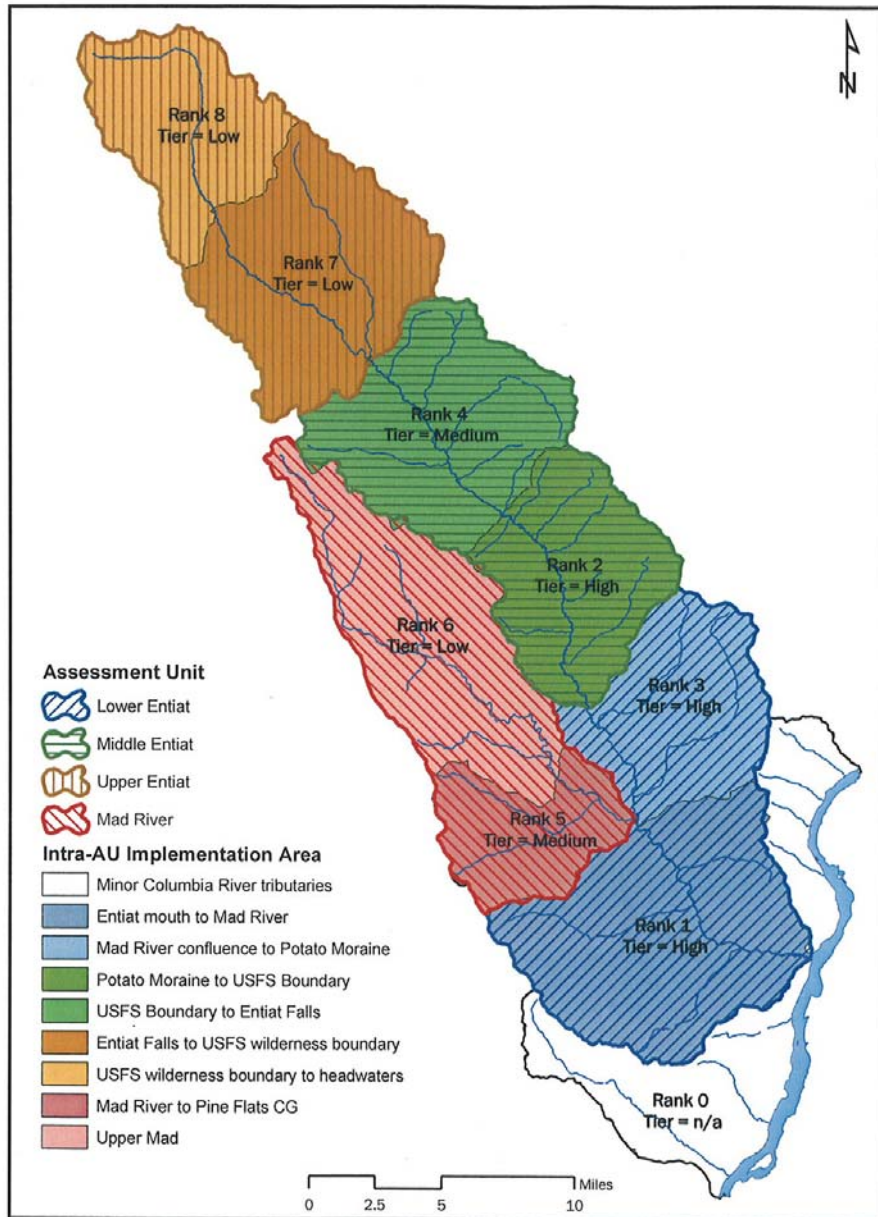 N
Rank 8
Tier = Low
Rank 7
Tier = Low
Rank 4
Tier = Medium
Rank 2
Tier = High
Rank 6
Tier = Low
Rank 3
Tier = High
Rank 5
Tier = Medium
Rank 1
Tier = High
Rank 0
Tier = n/a
Assessment Unit
Lower Entiat
Middle Entiat
Upper Entiat
Mad River
Intra-AU Implementation Area
Minor Columbia River tributaries
Entiat mouth to Mad River
Mad River confluence to Potato Moraine
Potato Moraine to USFS Boundary
USFS Boundary to Entiat Falls
Entiat Falls to USFS wilderness boundary
USFS wilderness boundary to headwaters
Mad River to Pine Flats CG
Upper Mad
Miles
0 2.5 5 10